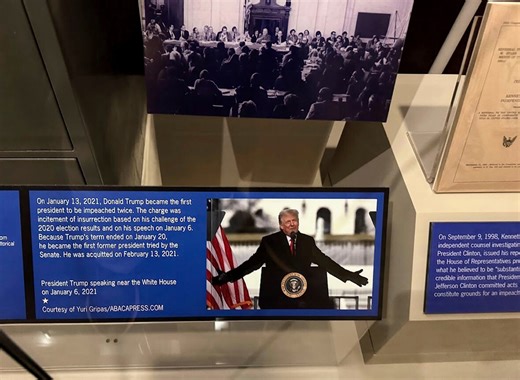 On January 13, 2021, Donald Trump became the first
president to be impeached twice. The charge was
incitement of insurrection based on his challenge of the
2020 election results and on his speech on January 6.
Because Trump's term ended on January 20,
he became the first former president tried by the
Senate. He was acquitted on February 13, 2021.
President Trump speaking near the White House
on January 6, 2021
★
Courtesy of Yuri Gripas/ABACAPRESS.COM
On September 9, 1998, Kenneth
independent counsel investigat
President Clinton, issued his repor
the House of Representatives pre
what he believed to be "substan
credible information that Presiden
Jefferson Clinton committed acts
constitute grounds for an impeach